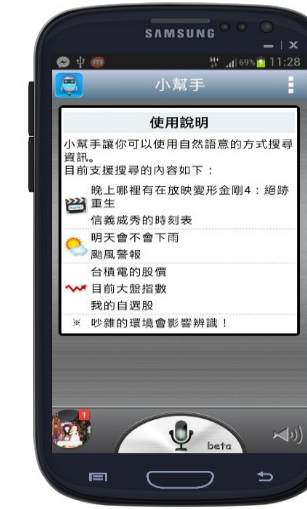 SAMSUNG
69% 11:28
小幫手
使用說明
小幫手讓你可以使用自然語意的方式搜尋
資訊。
目前支援搜尋的內容如下：
晚上哪裡有在放映變形金剛4：絕跡
重生
信義威秀的時刻表
明天會不會下雨
颱風警報
台積電的股價
目前大盤指數
我的自選股
※ 吵雜的環境會影響辨識！
1
beta